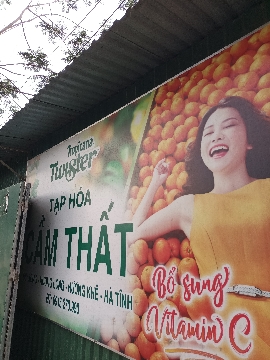 Tropicana
Twister
TẠP HÓA
CẨM THẤT
HƯƠNG KHÊ - HÀ TĨNH
Bổ sung
Vitamin C